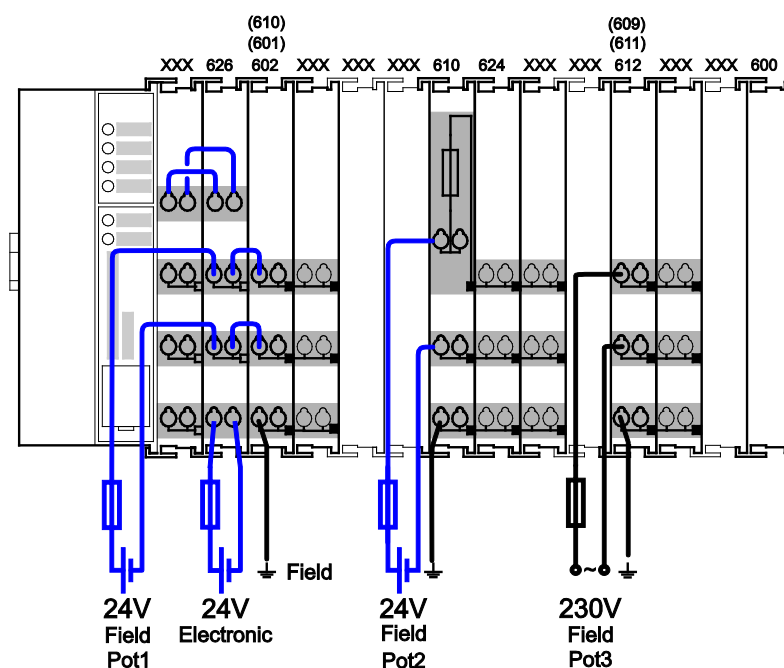 (610)
(609)
(601)
(611)
XXX 626 602 XXX XXX XXX 610 624 XXX XXX 612 XXX XXX 600
Field
~
24V
Field
Pot1
24V
Electronic
24V
Field
Pot2
230V
Field
Pot3